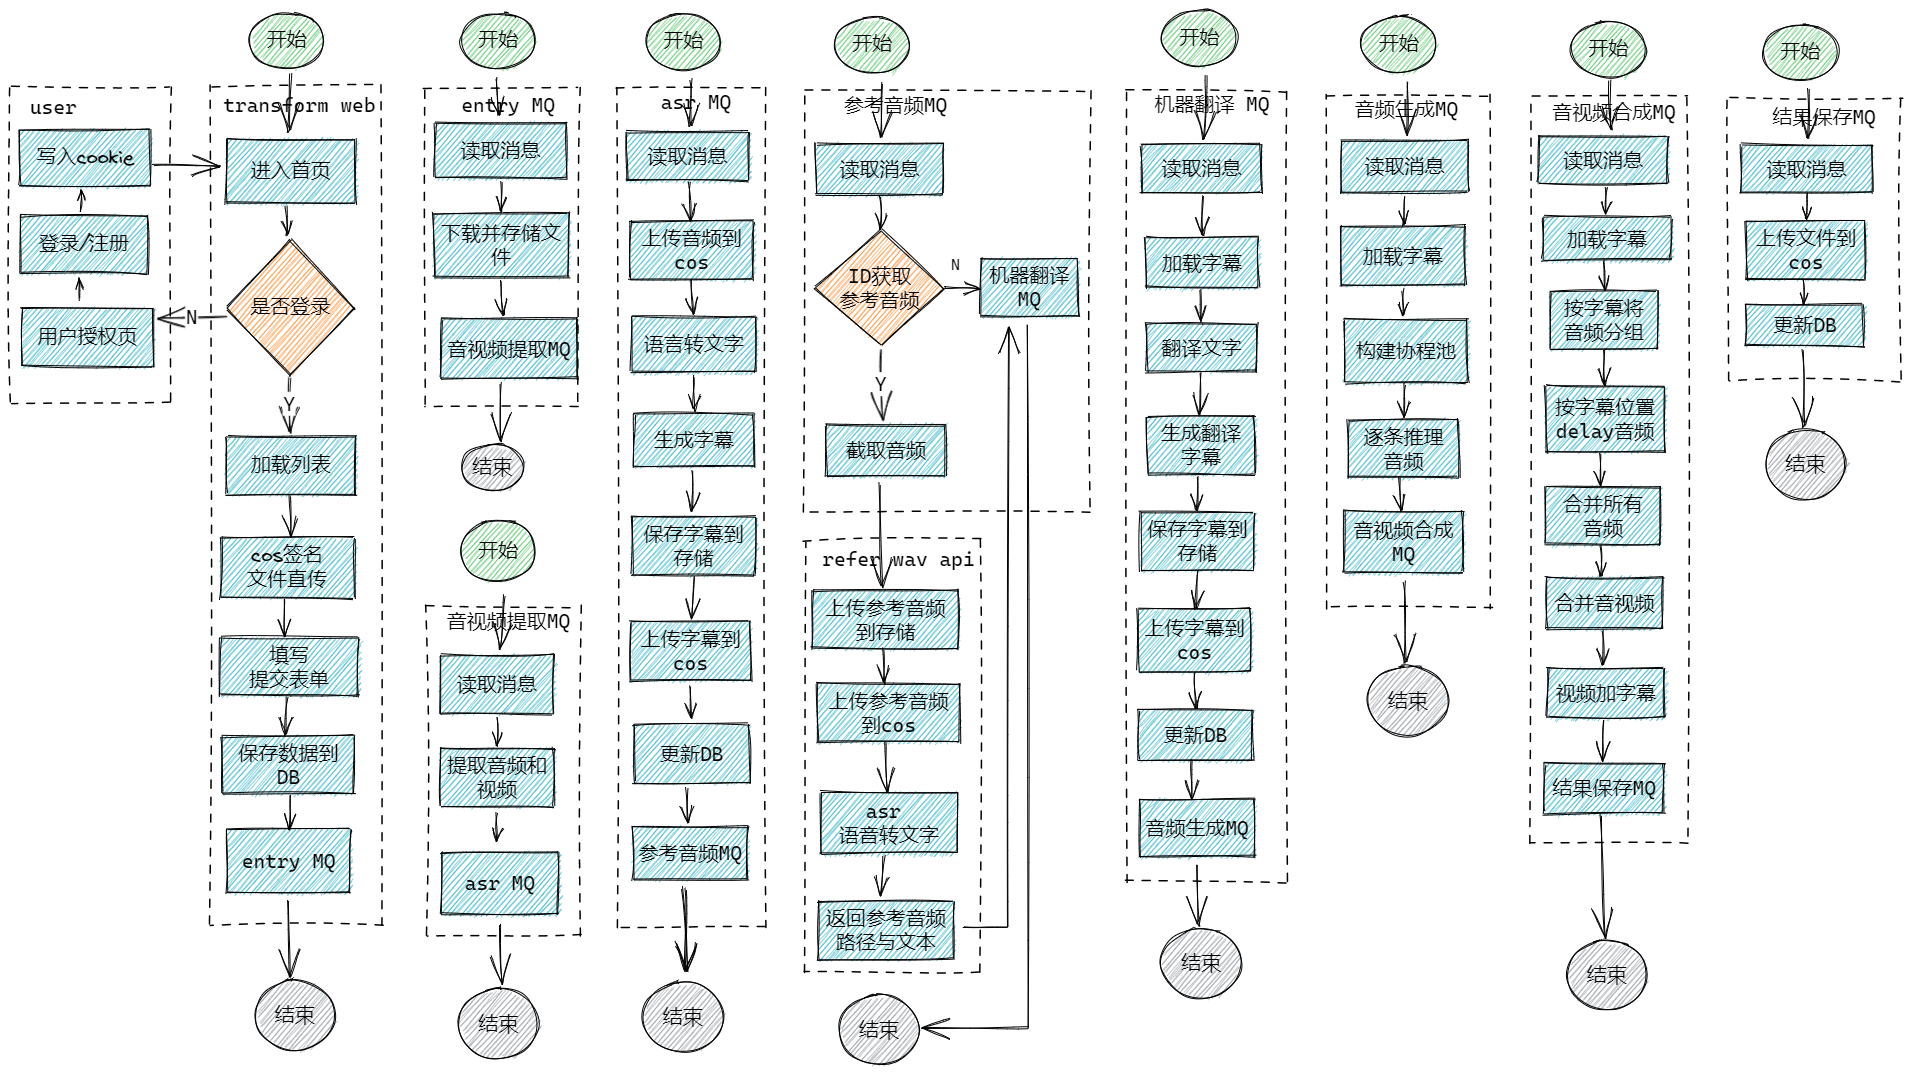 开始
user
写入cookie
登录/注册
用户授权页
transform web
进入首页
是否登录
N
Y
加载列表
cos签名
文件直传
填写
提交表单
保存数据到
DB
entry MQ
结束
开始
entry MQ
读取消息
下载并存储文
件
音视频提取MQ
结束
开始
音视频提取MQ
读取消息
提取音频和
视频
asr MQ
结束
开始
asr MQ
读取消息
上传音频到
cos
语言转文字
生成字幕
保存字幕到
存储
上传字幕到
cos
更新DB
参考音频MQ
结束
开始
参考音频MQ
读取消息
ID获取
参考音频
N
机器翻译
MQ
Y
截取音频
refer wav api
上传参考音频
到存储
上传参考音频
到cos
asr
语音转文字
返回参考音频
路径与文本
结束
开始
机器翻译 MQ
读取消息
加载字幕
翻译文字
生成翻译
字幕
保存字幕到
存储
上传字幕到
cos
更新DB
音频生成MQ
结束
开始
音频生成MQ
读取消息
加载字幕
构建协程池
逐条推理
音频
音视频合成
MQ
结束
开始
音视频合成MQ
读取消息
加载字幕
按字幕将
音频分组
按字幕位置
delay音频
合并所有
音频
合并音视频
视频加字幕
结果保存MQ
结束
开始
结果保存MQ
读取消息
上传文件到
cos
更新DB
结束